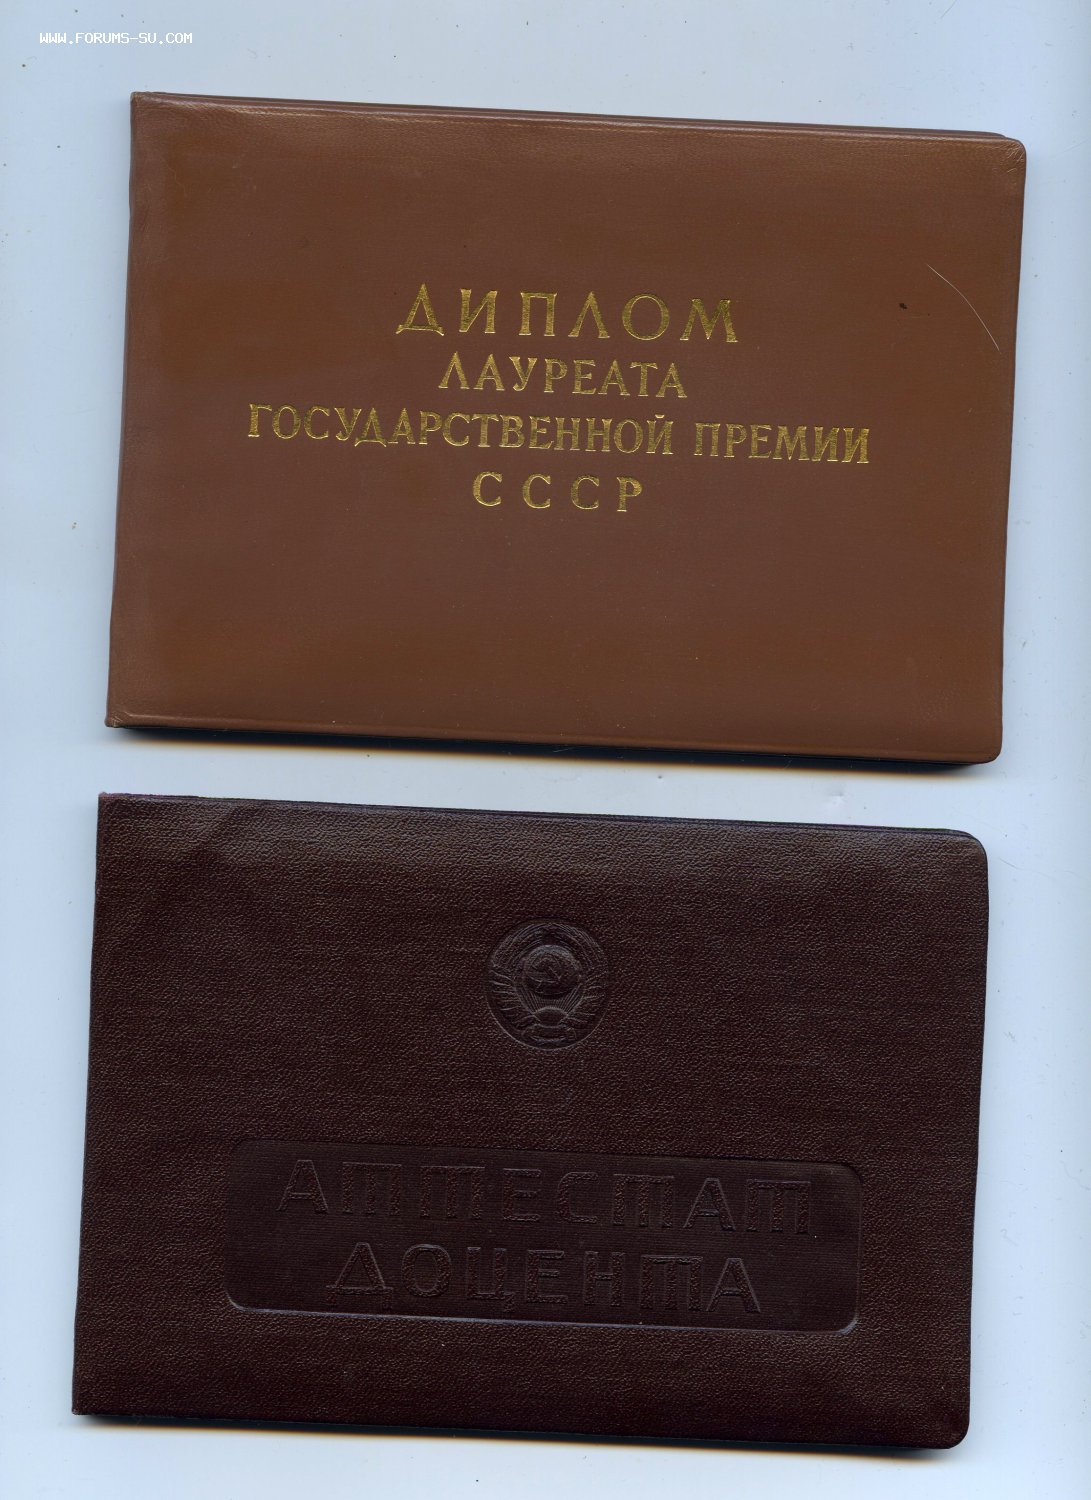 WWW.FORUMS-SU.COM
ДИПЛОМ
ЛАУРЕАТА
ГОСУДАРСТВЕННОЙ ПРЕМИИ
СССР
АТТЕСТАТ
ДОЦЕНТА